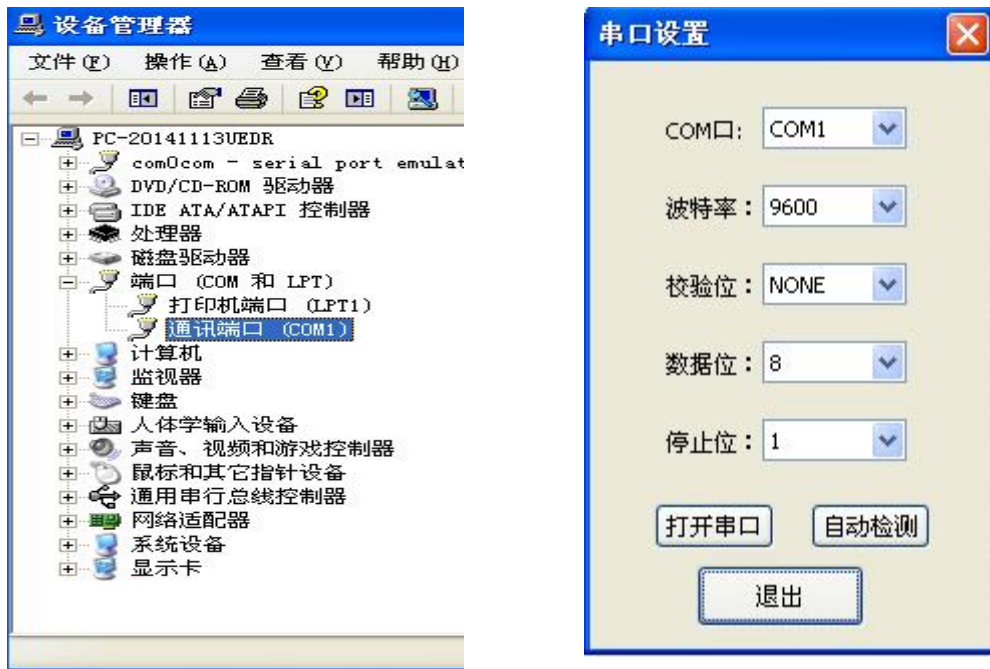 设备管理器
文件(F) 操作(A) 查看(V) 帮助(H)
PC-20141113UEDR
com0com - serial port emulat
DVD/CD-ROM 驱动器
IDE ATA/ATAPI 控制器
处理器
磁盘驱动器
端口 (COM 和 LPT)
打印机端口 (LPT1)
通讯端口 (COM1)
计算机
监视器
键盘
人体学输入设备
声音、视频和游戏控制器
鼠标和其它指针设备
通用串行总线控制器
网络适配器
系统设备
显示卡
串口设置
COM口: COM1
波特率： 9600
校验位： NONE
数据位： 8
停止位： 1
打开串口 自动检测
退出